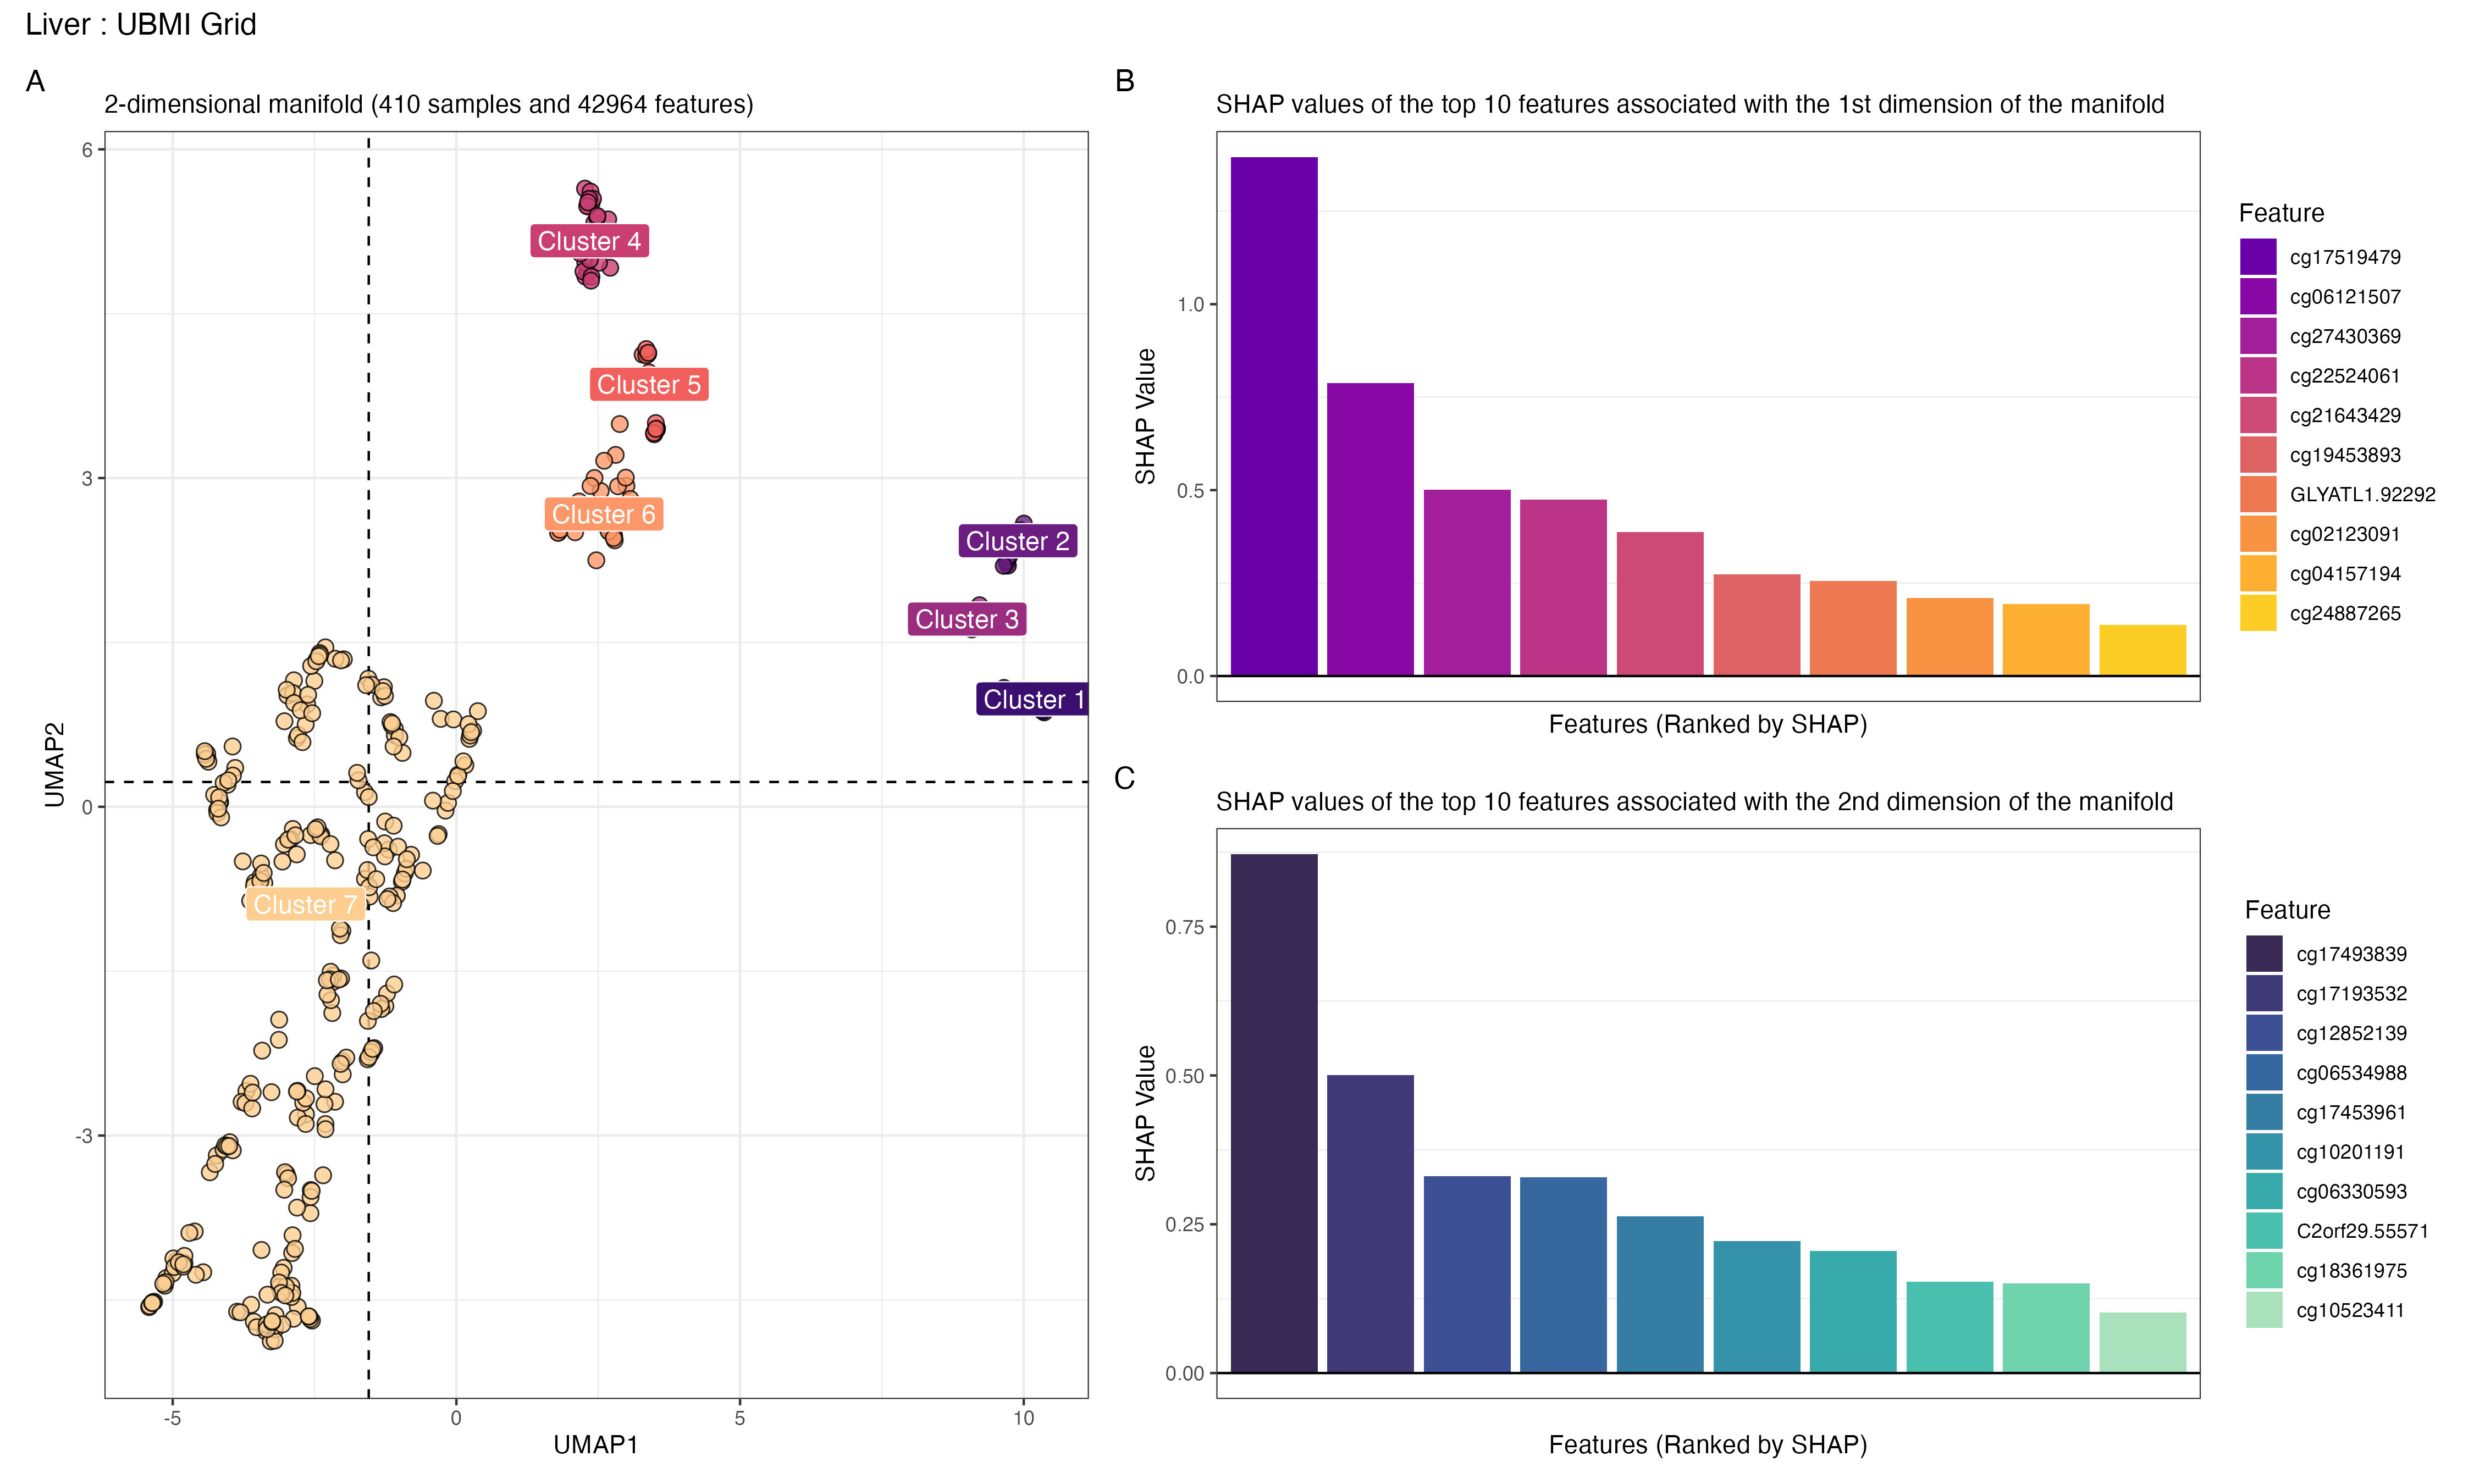 Liver : UBMI Grid
A
2-dimensional manifold (410 samples and 42964 features)
6
3
0
-3
-5
0
5
10
UMAP2
UMAP1
Cluster 4
Cluster 5
Cluster 6
Cluster 2
Cluster 3
Cluster 1
Cluster 7
B
SHAP values of the top 10 features associated with the 1st dimension of the manifold
1.0
0.5
0.0
SHAP Value
Features (Ranked by SHAP)
Feature
cg17519479
cg06121507
cg27430369
cg22524061
cg21643429
cg19453893
GLYATL1.92292
cg02123091
cg04157194
cg24887265
C
SHAP values of the top 10 features associated with the 2nd dimension of the manifold
0.75
0.50
0.25
0.00
SHAP Value
Features (Ranked by SHAP)
Feature
cg17493839
cg17193532
cg12852139
cg06534988
cg17453961
cg10201191
cg06330593
C2orf29.55571
cg18361975
cg10523411